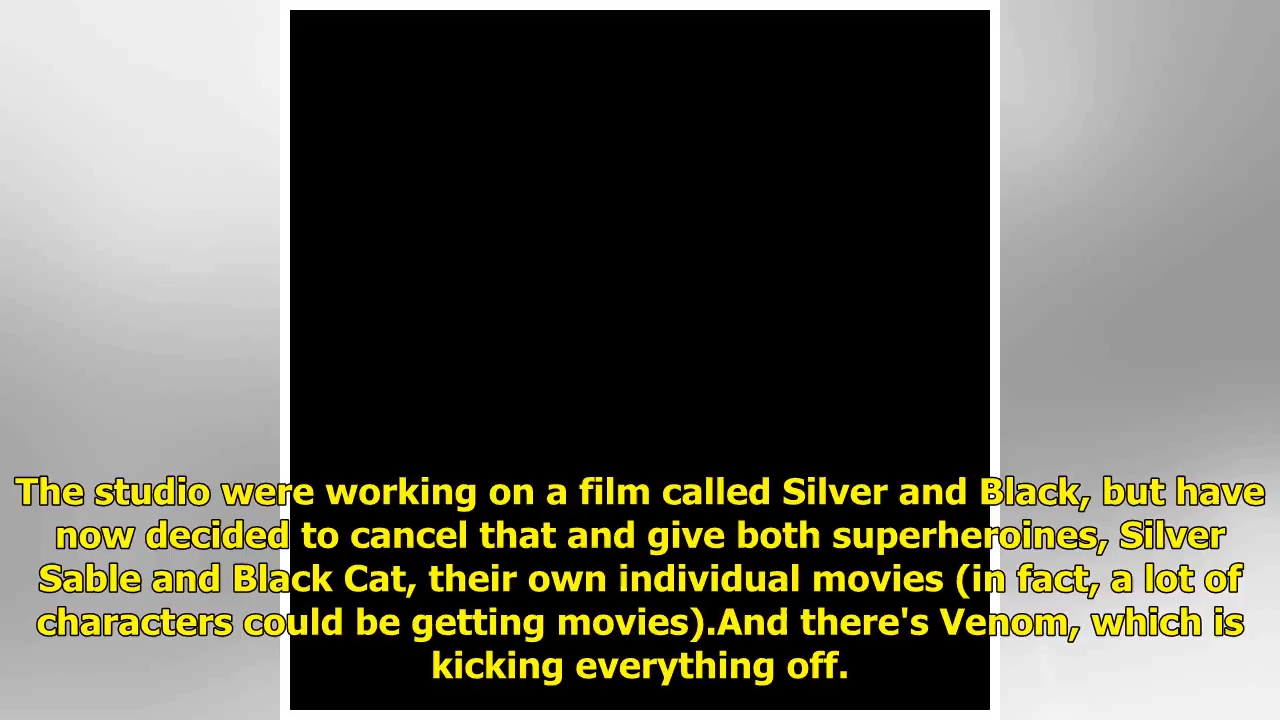 The studio were working on a film called Silver and Black, but have
now decided to cancel that and give both superheroines, Silver
Sable and Black Cat, their own individual movies (in fact, a lot of
characters could be getting movies).And there's Venom, which is
kicking everything off.